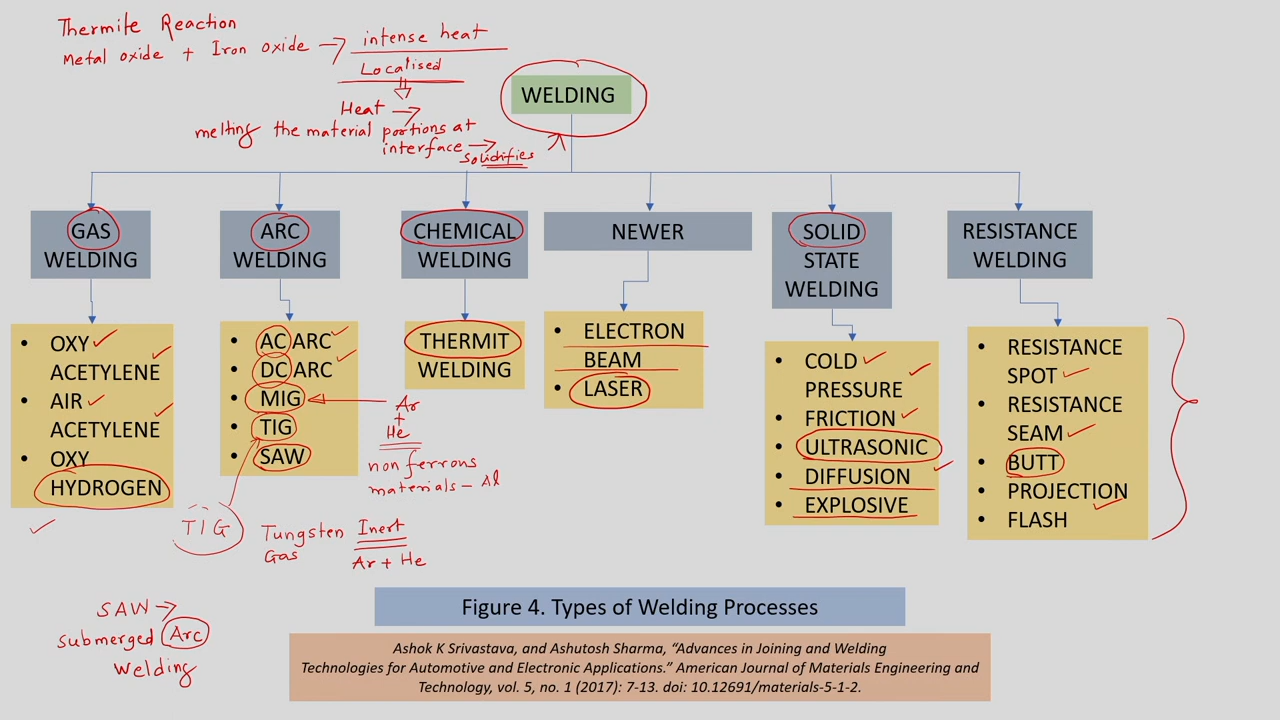 Thermite Reaction
Metal oxide + Iron oxide → intense heat
Localised
Heat →
melting the material portions at
interface → solidifies
WELDING
GAS
WELDING
ARC
WELDING
CHEMICAL
WELDING
NEWER
SOLID
STATE
WELDING
RESISTANCE
WELDING
• OXY
ACETYLENE
• AIR
ACETYLENE
• OXY
HYDROGEN
• AC ARC
• DC ARC
• MIG
• TIG
• SAW
Ar
+
He
non ferrons
materials - Al
THERMIT
WELDING
• ELECTRON
BEAM
• LASER
• COLD
PRESSURE
• FRICTION
• ULTRASONIC
• DIFFUSION
• EXPLOSIVE
• RESISTANCE
SPOT
• RESISTANCE
SEAM
• BUTT
• PROJECTION
• FLASH
TIG
Tungsten Inert
Gas
Ar + He
SAW →
submerged Arc
Welding
Figure 4. Types of Welding Processes
Ashok K Srivastava, and Ashutosh Sharma, “Advances in Joining and Welding
Technologies for Automotive and Electronic Applications.” American Journal of Materials Engineering and
Technology, vol. 5, no. 1 (2017): 7-13. doi: 10.12691/materials-5-1-2.